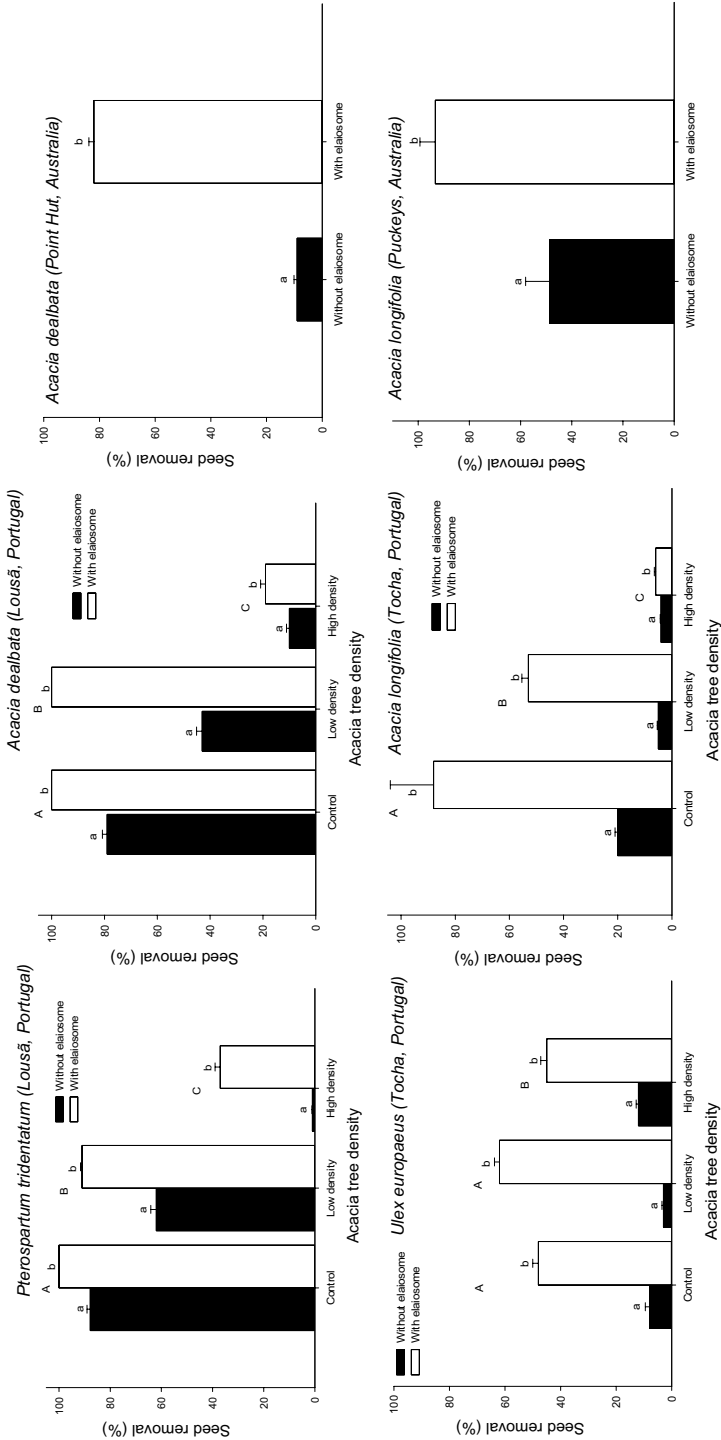 Pterospartum tridentatum (Lousã, Portugal)
Without elaiosome
With elaiosome
Seed removal (%)
100
80
60
40
20
0
A
a
b
B
a
b
C
a
b
Control
Low density
High density
Acacia tree density
Acacia dealbata (Lousã, Portugal)
Without elaiosome
With elaiosome
Seed removal (%)
100
80
60
40
20
0
A
a
b
B
a
b
C
a
b
Control
Low density
High density
Acacia tree density
Acacia dealbata (Point Hut, Australia)
Seed removal (%)
100
80
60
40
20
0
a
b
Without elaiosome
With elaiosome
Ulex europaeus (Tocha, Portugal)
Without elaiosome
With elaiosome
Seed removal (%)
100
80
60
40
20
0
A
a
b
A
a
b
B
a
b
Control
Low density
High density
Acacia tree density
Acacia longifolia (Tocha, Portugal)
Without elaiosome
With elaiosome
Seed removal (%)
100
80
60
40
20
0
A
a
b
B
a
b
C
a
b
Control
Low density
High density
Acacia tree density
Acacia longifolia (Puckeys, Australia)
Seed removal (%)
100
80
60
40
20
0
a
b
Without elaiosome
With elaiosome